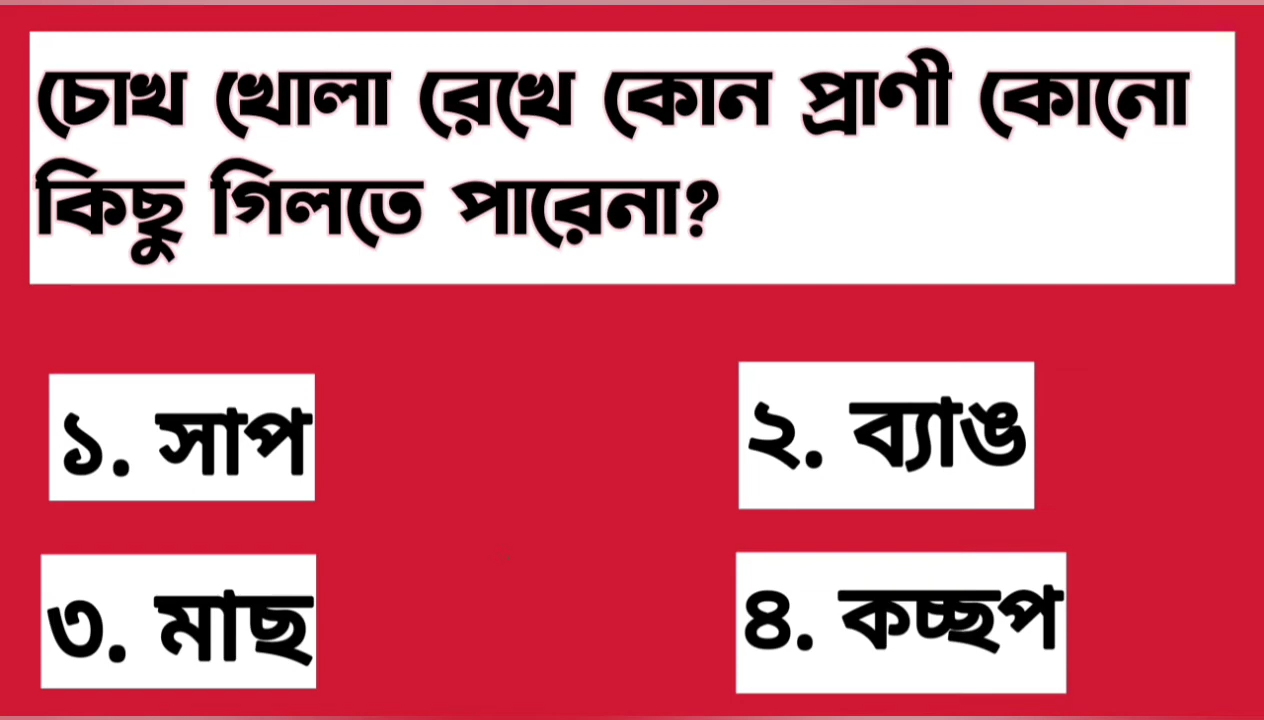 চোখ খোলা রেখে কোন প্রাণী কোনো
কিছু গিলতে পারেনা?
১. সাপ
২. ব্যাঙ
৩. মাছ
৪. কচ্ছপ